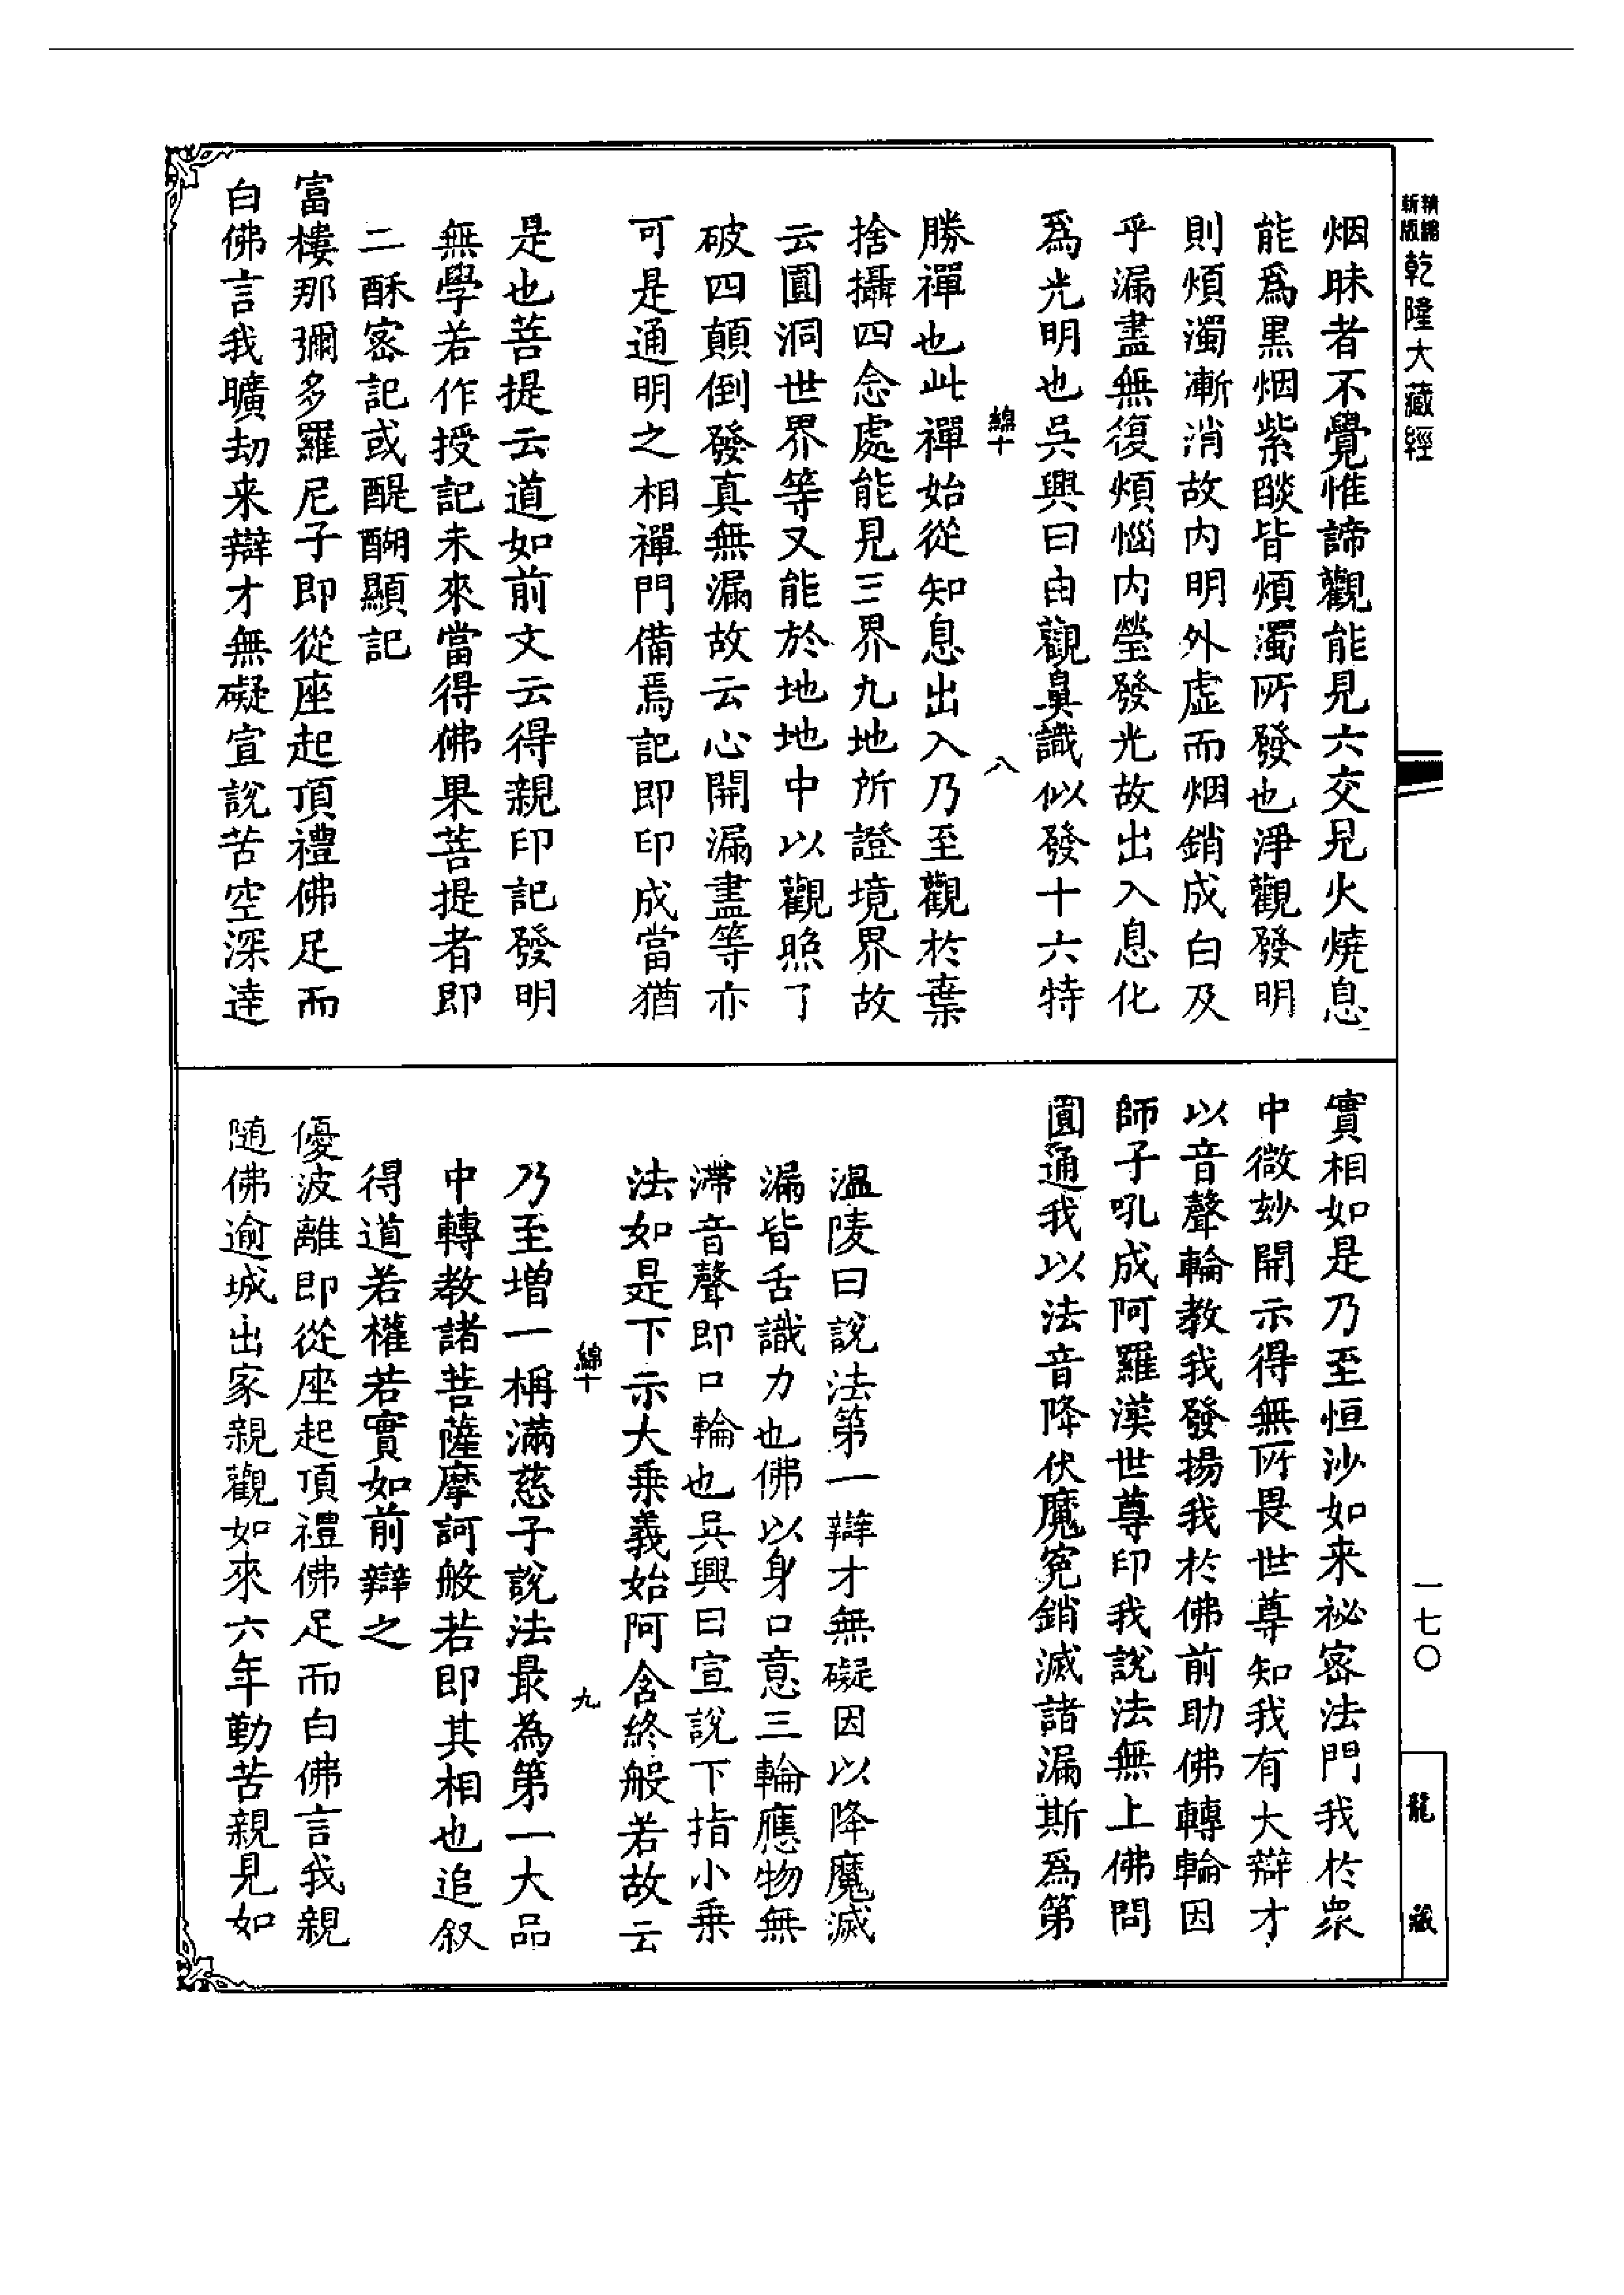 精編新版乾隆大藏經
烟昧者不覺惟諦觀能見六交見火燒息
能爲黑烟紫燄皆煩濁所發也淨觀發明
則煩濁漸消故内明外虚而烟銷成白及
乎漏盡無復煩惱内瑩發光故出入息化
爲光明也吳興曰由觀鼻識似發十六特
綿十 八
勝禪也此禪始從知息出入乃至觀於棄
捨攝四念處能見三界九地所證境界故
云圓洞世界等又能於地地中以觀照了
破四顛倒發真無漏故云心開漏盡等亦
可是通明之相禪門備焉記即印成當猶
是也菩提云道如前文云得親印記發明
無學若作授記未來當得佛果菩提者即
二酥密記或醍醐顯記
富樓那彌多羅尼子即從座起頂禮佛足而
白佛言我曠劫来辯才無礙宣說苦空深達
實相如是乃至恒沙如来祕密法門我於衆
中微玅開示得無所畏世尊知我有大辯才
以音聲輪教我發揚我於佛前助佛轉輪因
師子吼成阿羅漢世尊印我說法無上佛問
圓通我以法音降伏魔寃銷滅諸漏斯爲第
溫陵曰說法第一辯才無礙因以降魔滅
漏皆舌識力也佛以身口意三輪應物無
滯音聲即口輪也吳興曰宣說下指小乗
法如是下示大乗義始阿含終般若故云
綿十 九
乃至增一稱滿慈子說法最為第一大品
中轉教諸菩薩摩訶般若即其相也追叙
得道若權若實如前辯之
優波離即從座起頂禮佛足而白佛言我親
随佛逾城出家親觀如來六年勤苦親見如
一七〇
龍藏